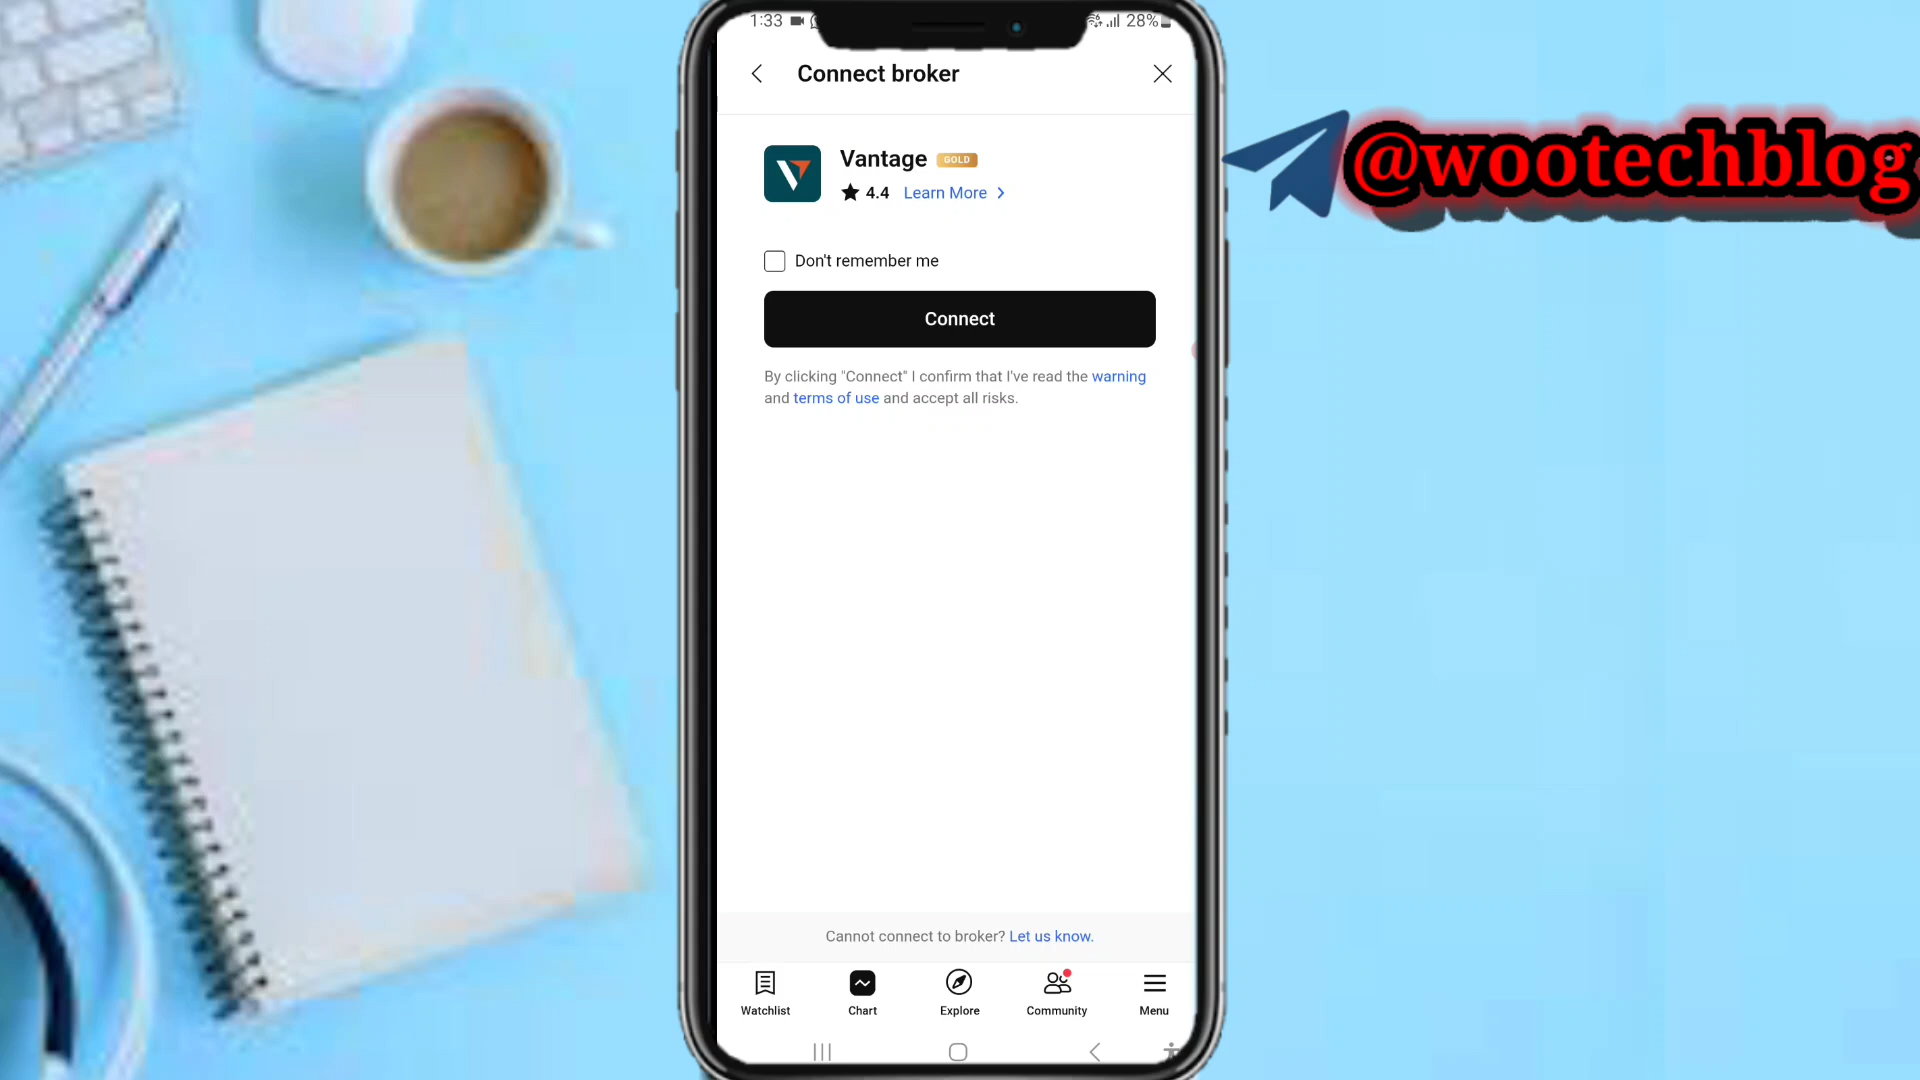 1:33
28%
Connect broker
Vantage GOLD
4.4 Learn More
Don't remember me
Connect
By clicking "Connect" I confirm that I've read the warning
and terms of use and accept all risks.
Cannot connect to broker? Let us know.
Watchlist
Chart
Explore
Community
Menu
@wootechblog